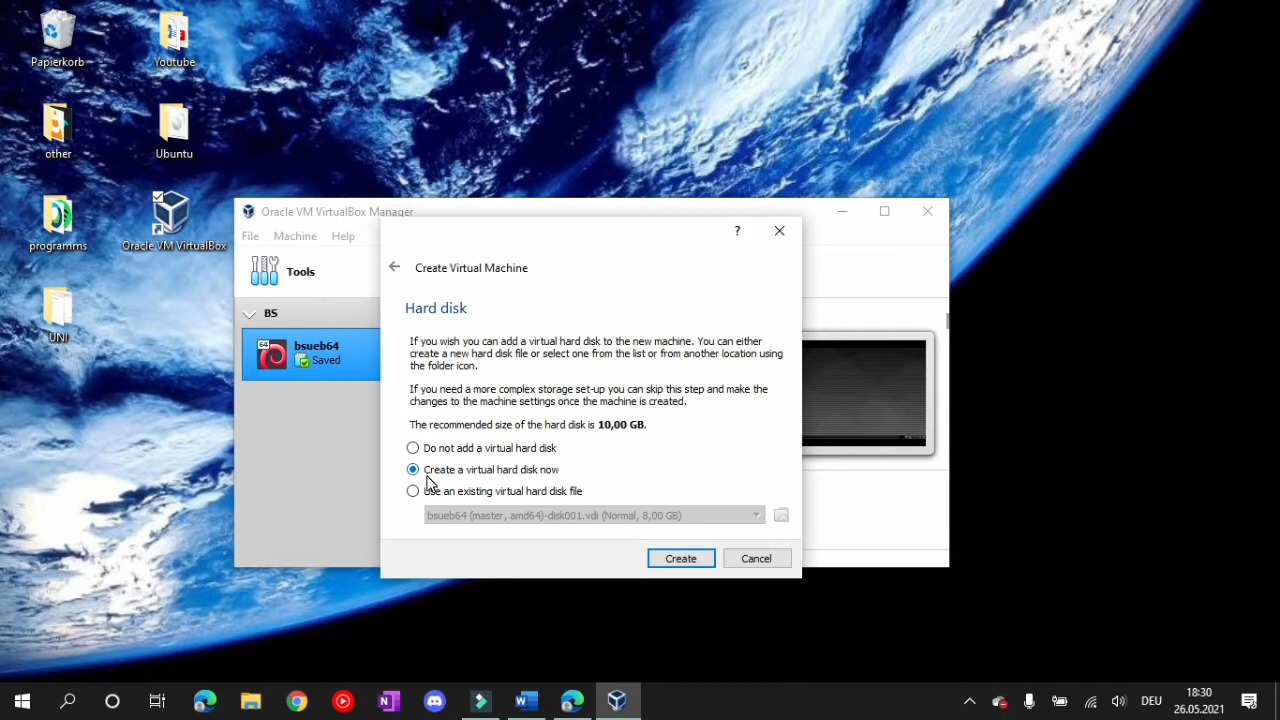 Papierkorb
Youtube
other
Ubuntu
programms
Oracle VM VirtualBox
UNI
Oracle VM VirtualBox Manager
File Machine Help
Tools
BS
64
bsueb64
Saved
?
Create Virtual Machine
Hard disk
If you wish you can add a virtual hard disk to the new machine. You can either
create a new hard disk file or select one from the list or from another location using
the folder icon.
If you need a more complex storage set-up you can skip this step and make the
changes to the machine settings once the machine is created.
The recommended size of the hard disk is 10,00 GB.
Do not add a virtual hard disk
Create a virtual hard disk now
Use an existing virtual hard disk file
bsueb64 (master, amd64)-disk001.vdi (Normal, 8,00 GB)
Create Cancel
DEU
18:30
26.05.2021